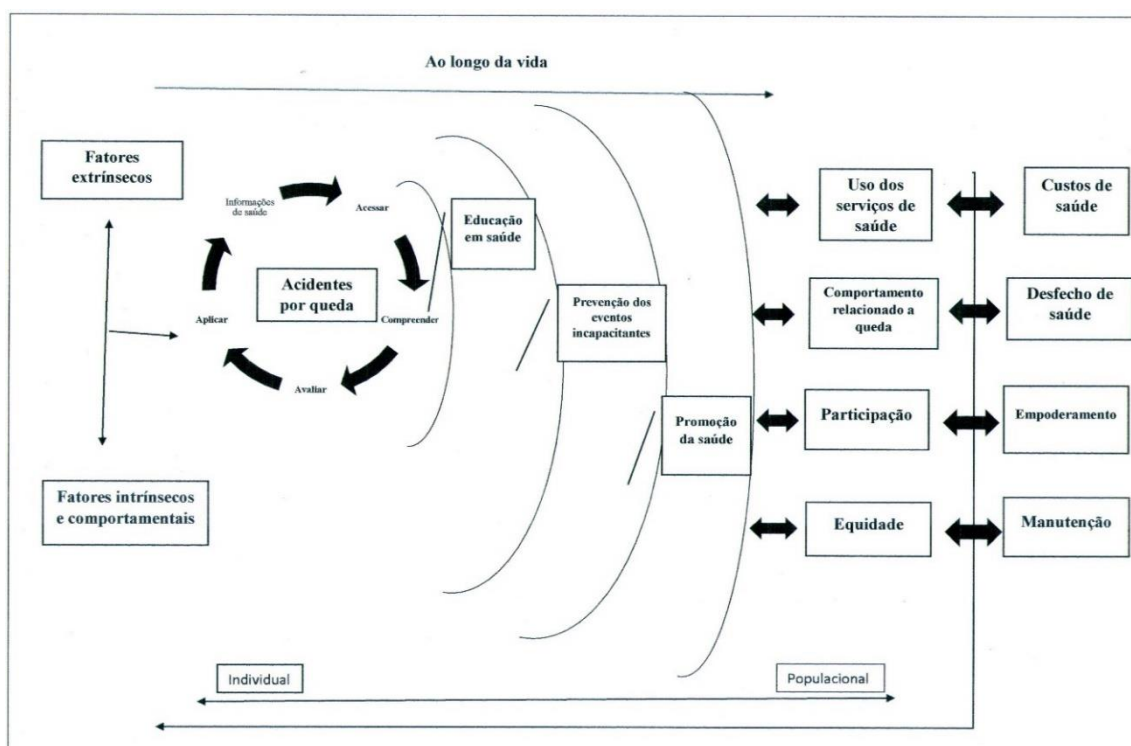 Ao longo da vida
Fatores
extrínsecos
Informações
de saúde
Acessar
Acidentes
por queda
Aplicar
Compreender
Avaliar
Fatores intrínsecos
e comportamentais
Educação
em saúde
Prevenção dos
eventos
incapacitantes
Promoção
da saúde
Uso dos
serviços de
saúde
Custos de
saúde
Comportamento
relacionado a
queda
Desfecho de
saúde
Participação
Empoderamento
Equidade
Manutenção
Individual
Populacional